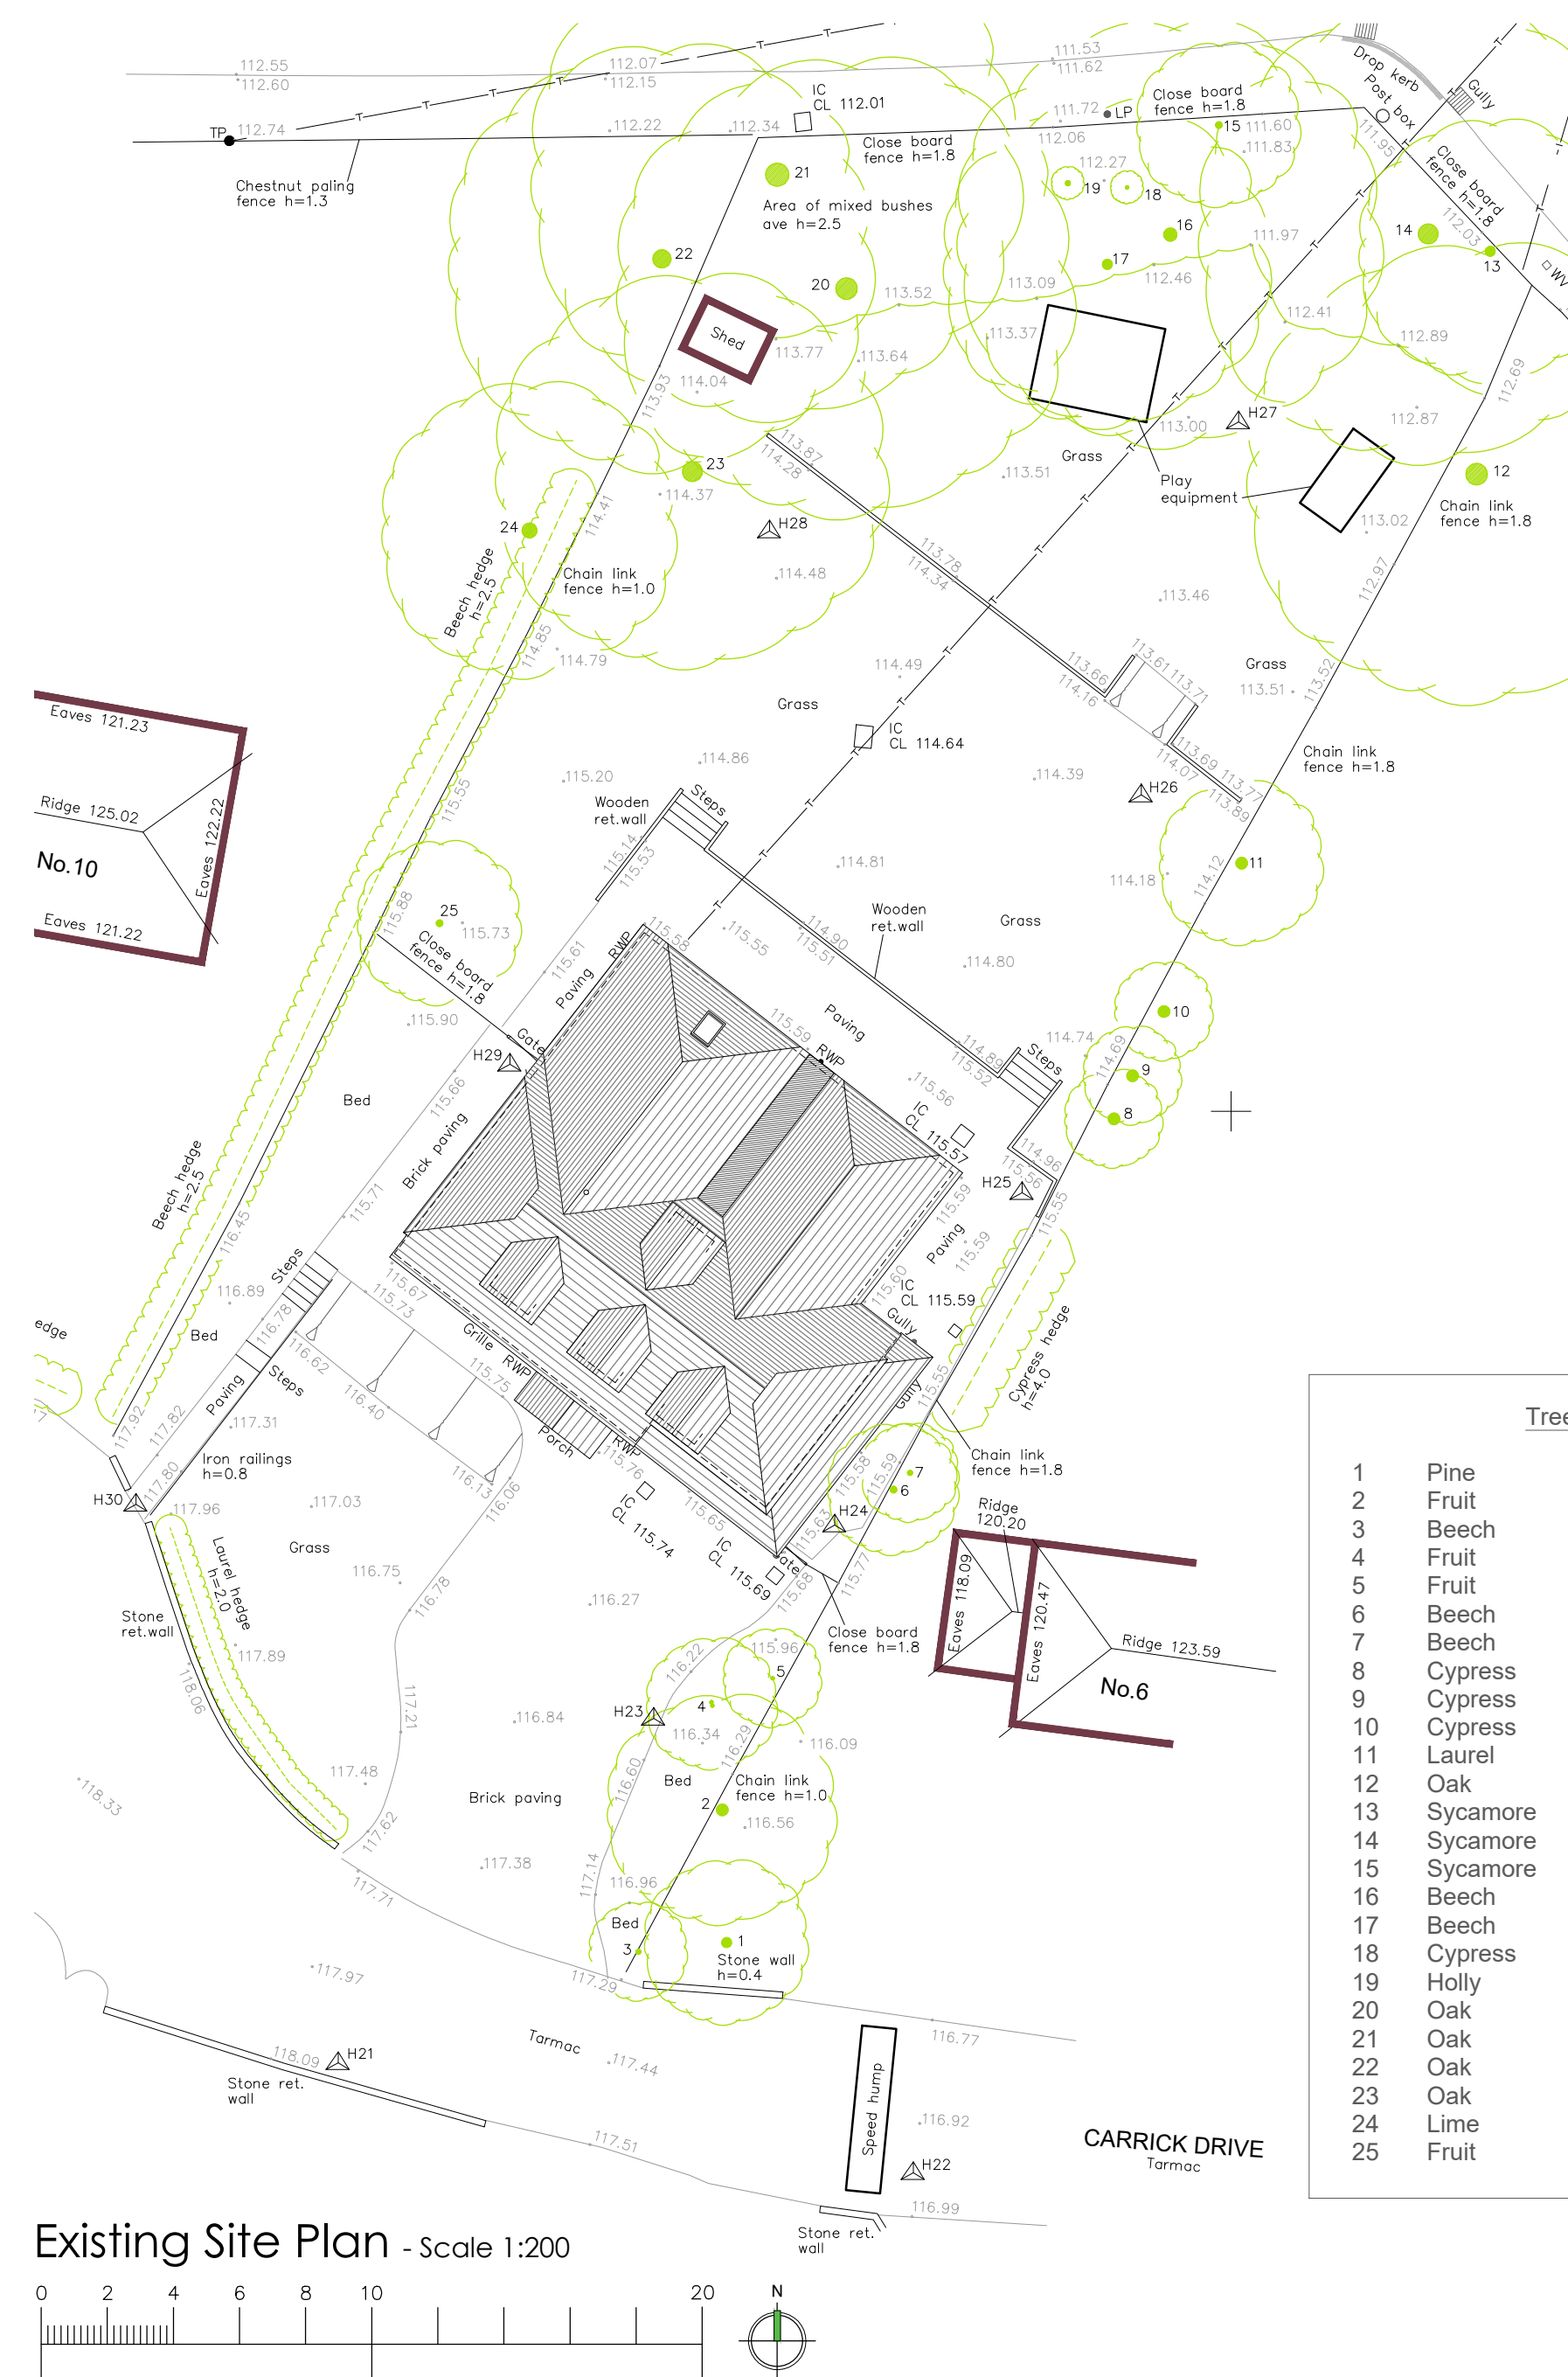 112.55
112.60
112.07
112.15
111.53
111.62
Drop kerb
Post box
Gully
TP
112.74
112.22
112.34
IC
CL 112.01
Close board
fence h=1.8
111.72
LP
112.06
Close board
fence h=1.8
15
111.60
111.83
111.95
Close board
fence h=1.8
112.03
Chestnut paling
fence h=1.3
21
Area of mixed bushes
ave h=2.5
112.27
19
18
16
17
111.97
112.46
14
13
WV
22
20
113.52
113.09
112.41
Shed
113.77
113.64
113.37
112.89
112.69
114.04
113.93
113.00
H27
112.87
113.87
114.28
Grass
113.51
Play
equipment
12
Chain link
fence h=1.8
23
114.37
114.41
H28
24
113.02
Beech hedge
h=2.5
Chain link
fence h=1.0
114.48
113.78
114.34
113.46
112.97
114.85
114.79
114.49
113.66
114.16
113.61
113.71
Grass
113.51
113.52
Grass
Eaves 121.23
IC
CL 114.64
113.69
113.77
114.07
113.89
Chain link
fence h=1.8
115.20
114.86
114.39
H26
Ridge 125.02
Eaves 122.22
115.55
Wooden
ret.wall
Steps
115.14
115.53
No.10
114.81
114.18
114.12
11
Eaves 121.22
115.88
25
115.73
Close board
fence h=1.8
115.61
Paving
RWP
115.58
115.55
114.90
115.51
Wooden
ret.wall
Grass
114.80
10
115.90
Gate
H29
115.59
RWP
Paving
114.89
115.52
Steps
114.74
114.69
9
8
Bed
115.66
115.56
IC
CL 115.57
Brick paving
114.96
115.56
H25
115.55
Beech hedge
h=2.5
115.71
115.59
Paving
115.59
116.45
Steps
116.89
115.67
115.73
115.60
IC
CL 115.59
Cypress hedge
h=4.0
edge
Bed
116.78
116.62
Grille
RWP
115.75
Gully
Gully
115.55
Paving
Steps
116.40
117.92
117.82
117.31
Porch
RWP
Chain link
fence h=1.8
117.80
Iron railings
h=0.8
116.13
116.06
115.76
115.58
115.59
7
6
H30
117.96
117.03
IC
CL 115.74
115.65
115.63
H24
Ridge
120.20
Laurel hedge
h=2.0
Grass
116.75
116.78
116.27
IC
CL 115.69
115.68
115.77
Eaves 118.09
Eaves 120.47
Stone
ret.wall
117.89
118.06
Close board
fence h=1.8
Ridge 123.59
No.6
115.96
5
116.22
4
H23
116.34
116.29
116.09
117.21
116.84
118.33
117.48
Brick paving
116.60
Bed
Chain link
fence h=1.0
2
116.56
117.62
117.38
117.14
116.96
117.71
Bed
3
1
Stone wall
h=0.4
117.97
117.29
118.09
H21
Stone ret.
wall
Tarmac
117.44
116.77
Speed hump
116.92
117.51
H22
116.99
Stone ret.
wall
CARRICK DRIVE
Tarmac
Tree
1 Pine
2 Fruit
3 Beech
4 Fruit
5 Fruit
6 Beech
7 Beech
8 Cypress
9 Cypress
10 Cypress
11 Laurel
12 Oak
13 Sycamore
14 Sycamore
15 Sycamore
16 Beech
17 Beech
18 Cypress
19 Holly
20 Oak
21 Oak
22 Oak
23 Oak
24 Lime
25 Fruit
Existing Site Plan - Scale 1:200
0 2 4 6 8 10 20
N